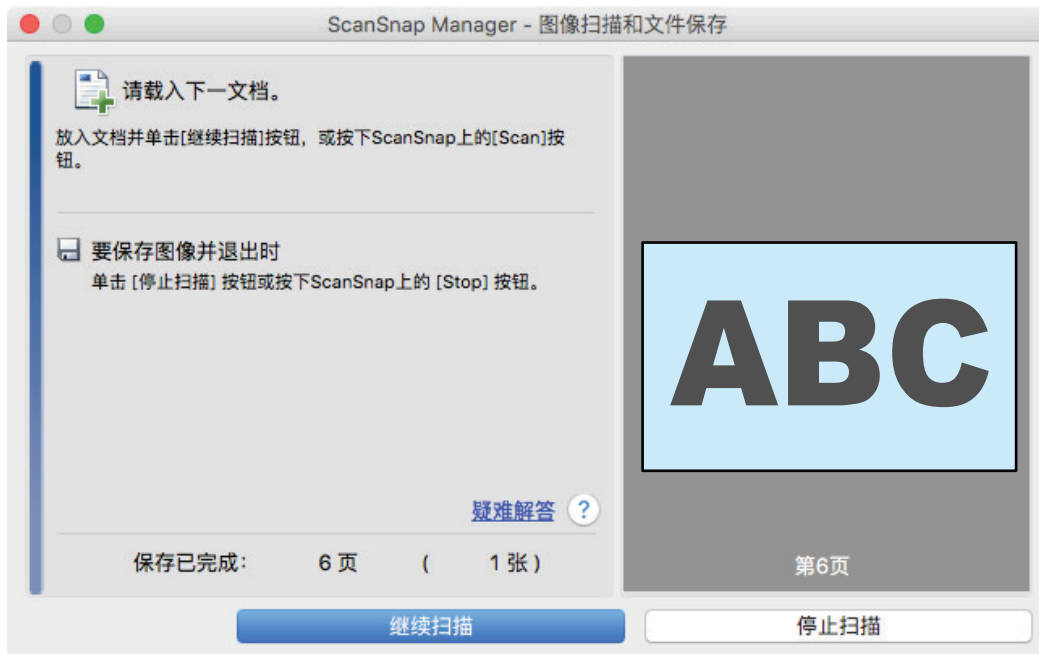 ScanSnap Manager - 图像扫描和文件保存
请载入下一文档。
放入文档并单击[继续扫描]按钮，或按下ScanSnap上的[Scan]按
钮。
要保存图像并退出时
单击 [停止扫描] 按钮或按下ScanSnap上的 [Stop] 按钮。
疑难解答 ?
保存已完成： 6 页 ( 1 张 )
ABC
第6页
继续扫描
停止扫描